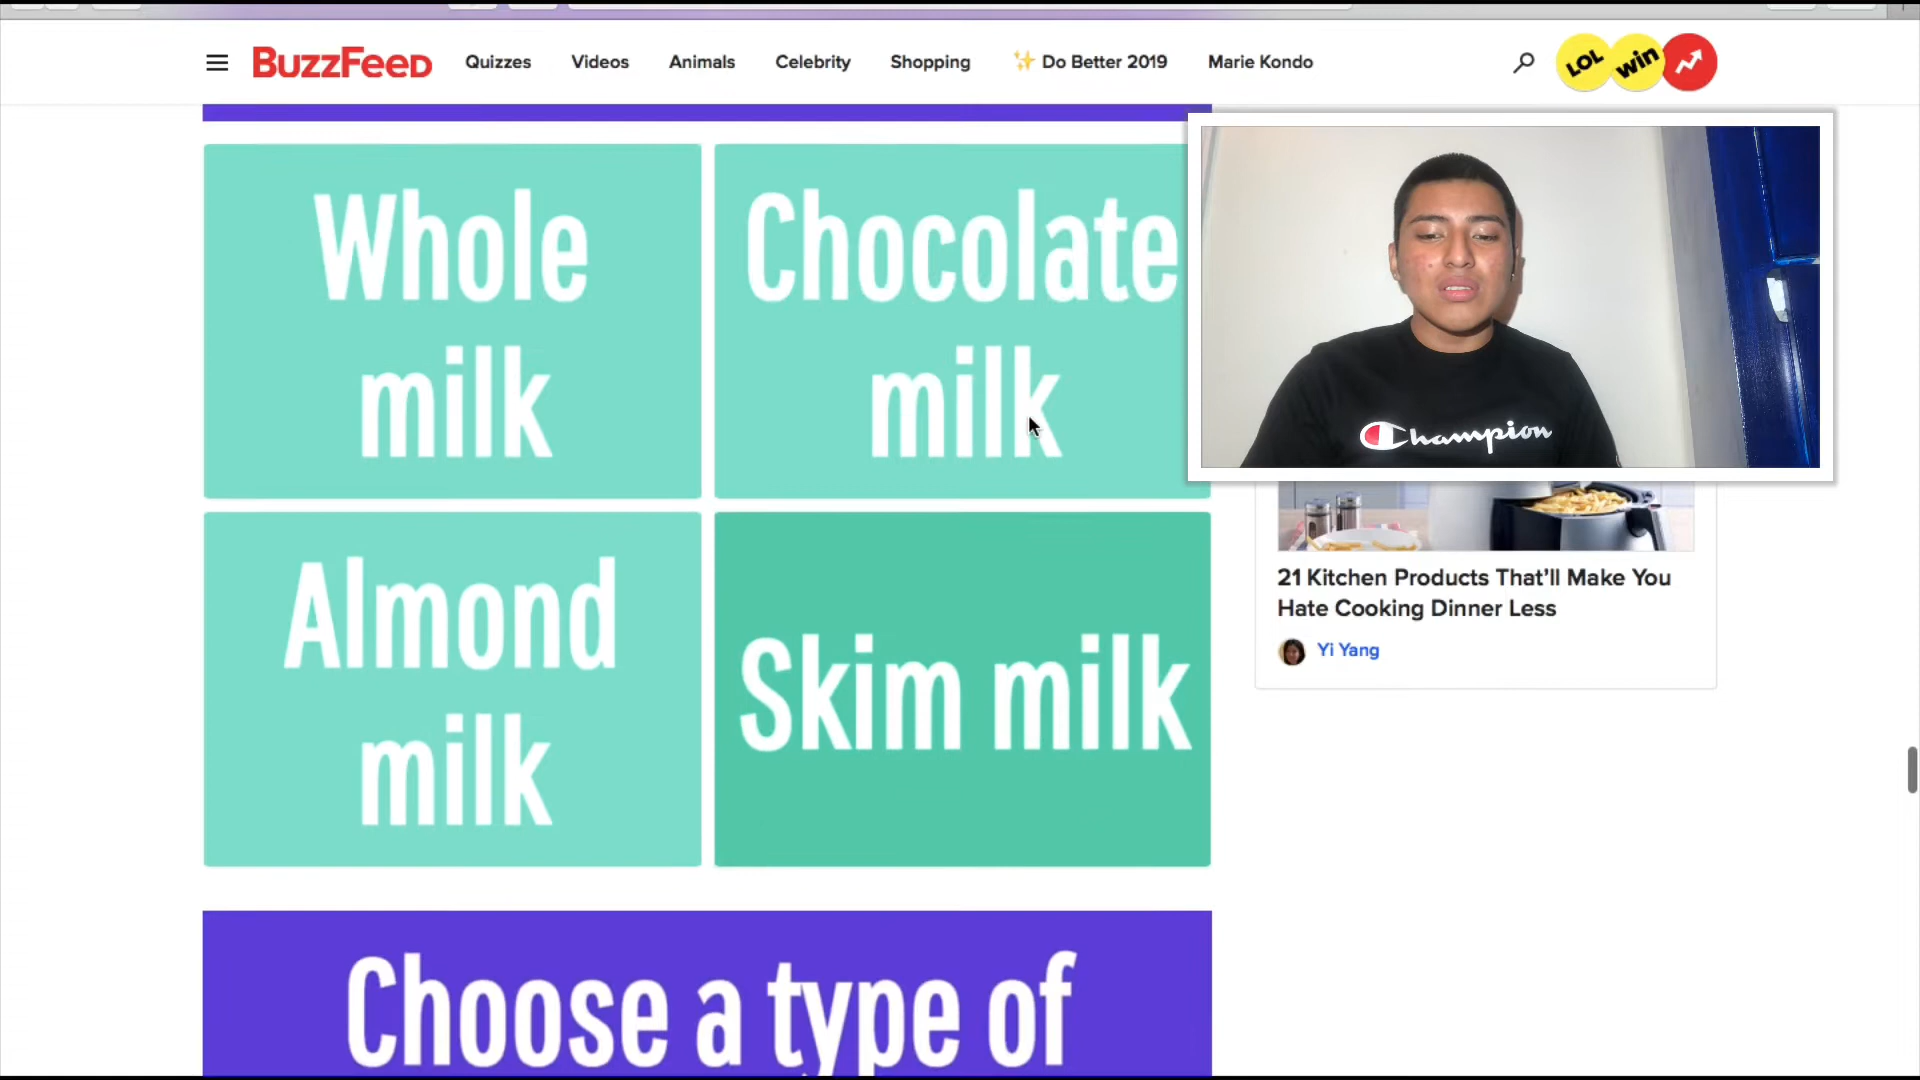 BuzzFeed Quizzes Videos Animals Celebrity Shopping Do Better 2019 Marie Kondo LOL win
Whole
milk
Chocolate
milk
Champion
Almond
milk
Skim milk
21 Kitchen Products That'll Make You
Hate Cooking Dinner Less
Yi Yang
Choose a type of